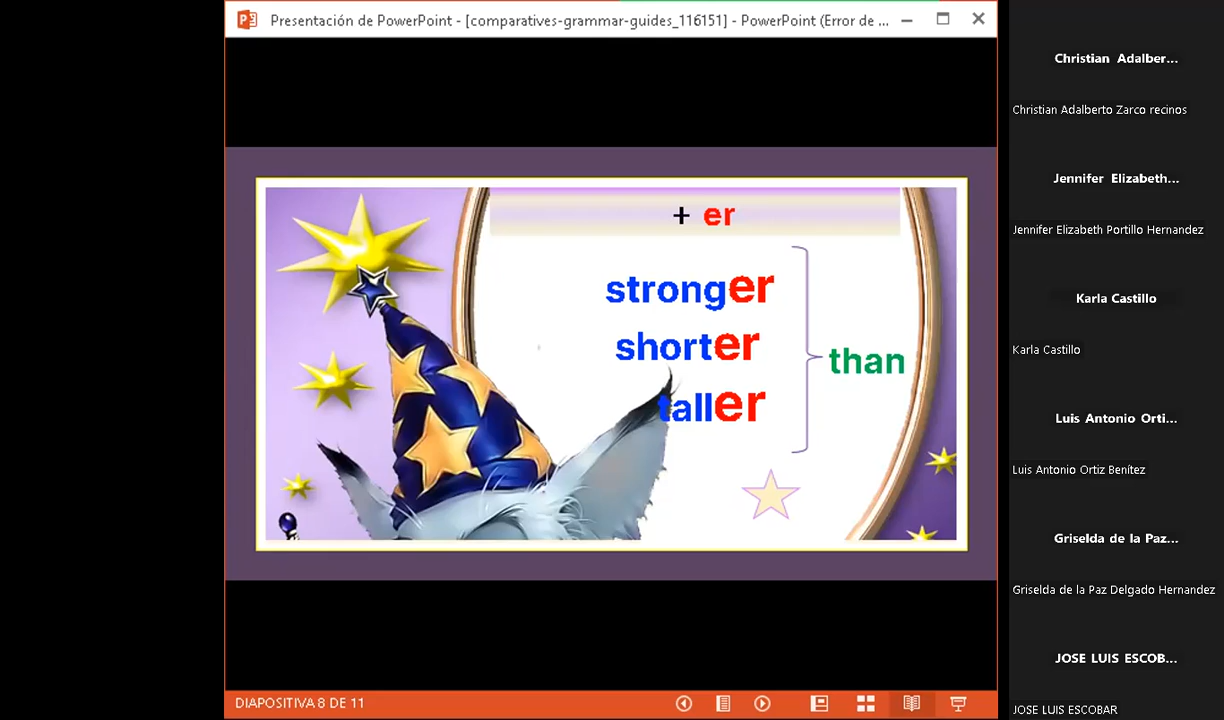 Presentación de PowerPoint - [comparatives-grammar-guides_116151] - PowerPoint (Error de ...
+ er
stronger
shorter
taller
than
DIAPOSITIVA 8 DE 11
Christian Adalber...
Christian Adalberto Zarco recinos
Jennifer Elizabeth...
Jennifer Elizabeth Portillo Hernandez
Karla Castillo
Karla Castillo
Luis Antonio Orti...
Luis Antonio Ortiz Benítez
Griselda de la Paz...
Griselda de la Paz Delgado Hernandez
JOSE LUIS ESCOB...
JOSE LUIS ESCOBAR